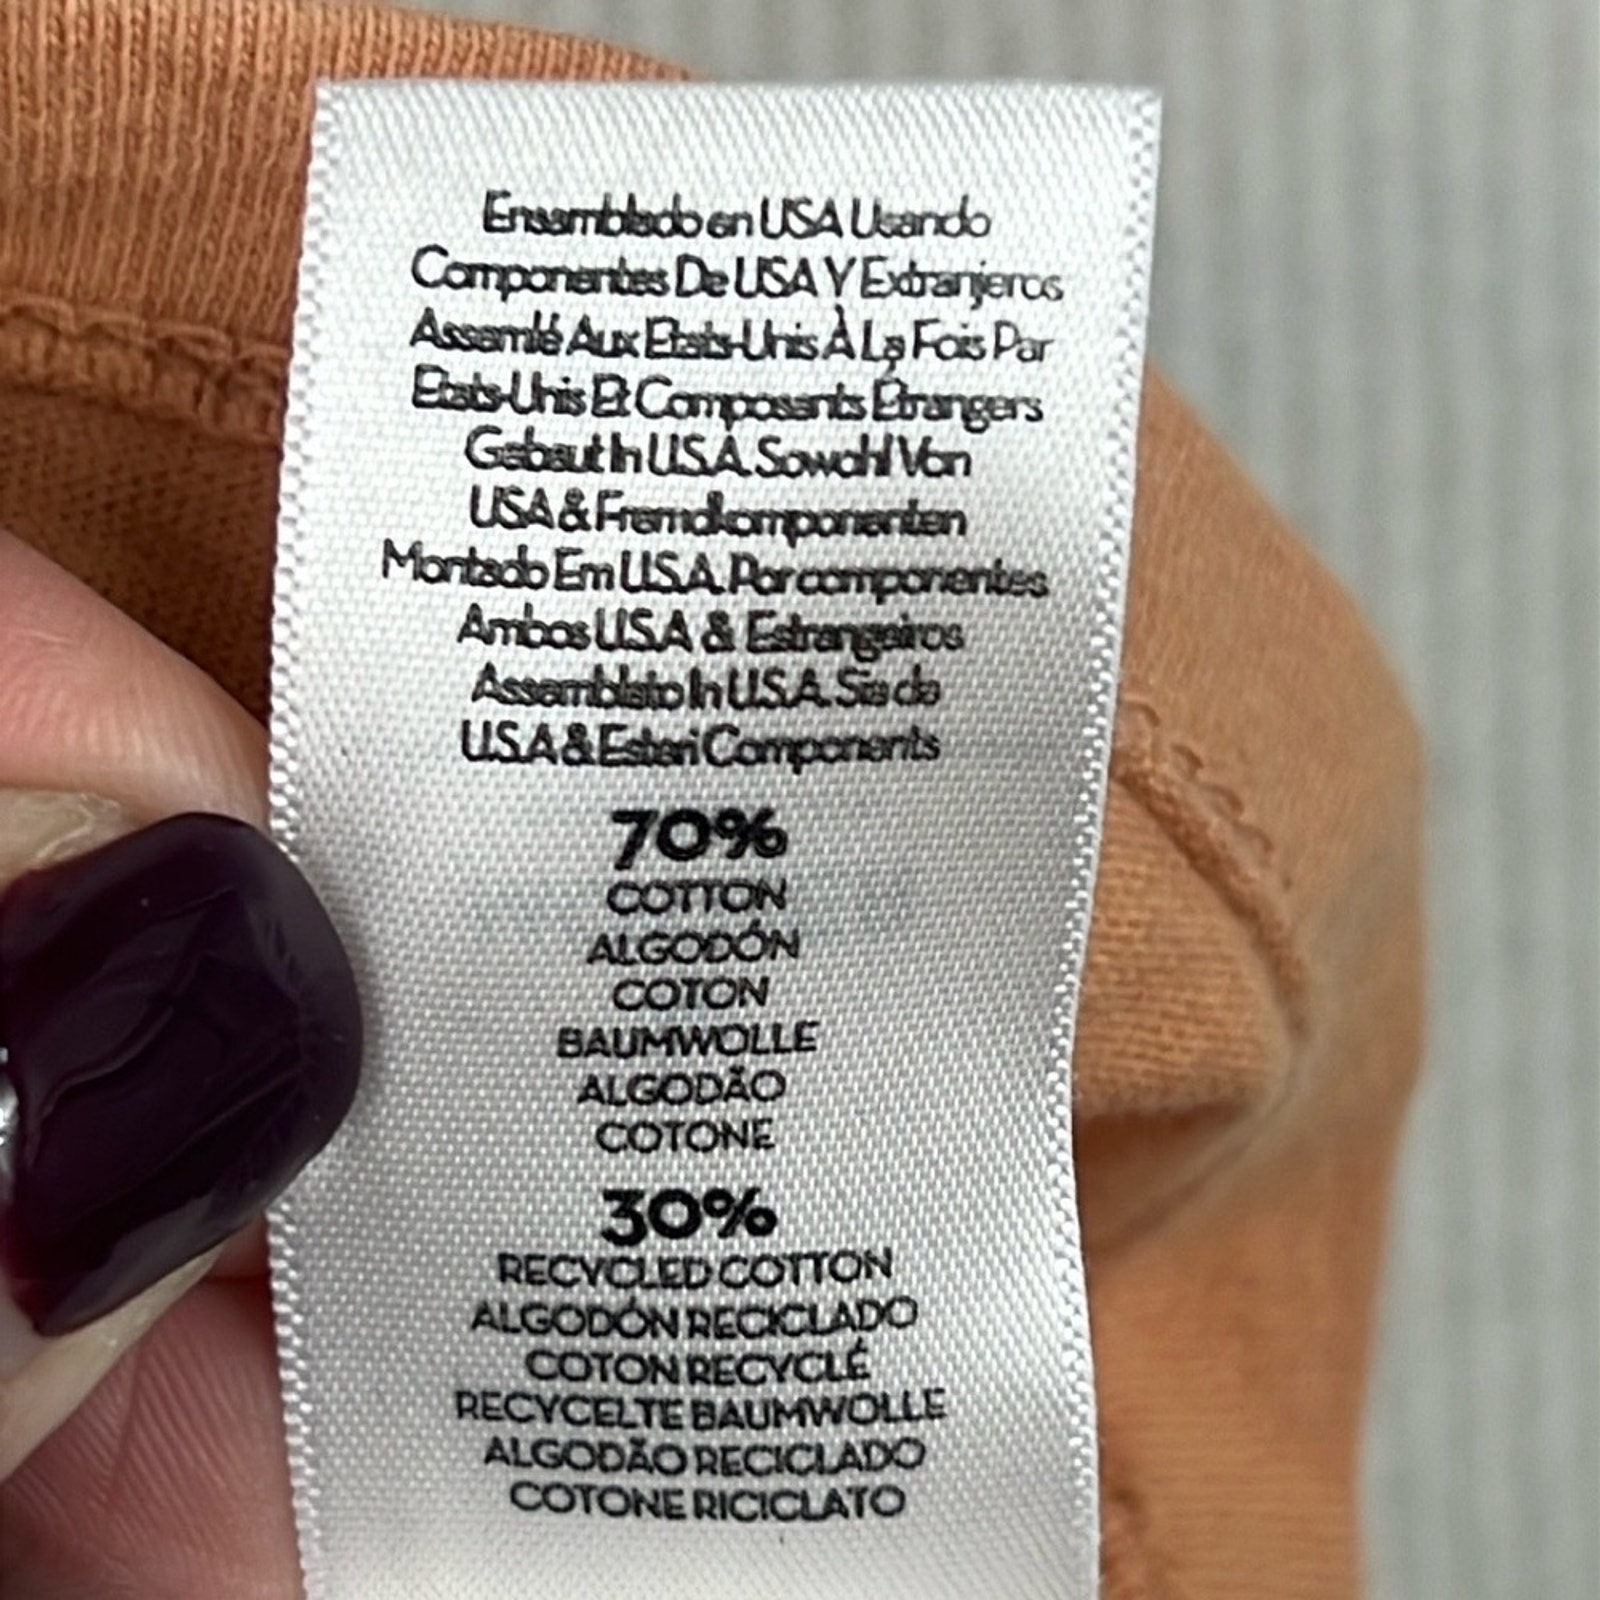 Ensamblado en USA Usando
Componentes De USA Y Extranjeros
Assemlé Aux Etats-Unis À La Fois Par
Etats-Unis Et Composants Étrangers
Gebaut In U.S.A. Sowohl Von
USA & Fremdkomponenten
Montado Em U.S.A. Por componentes
Ambos U.S.A & Estrangeiros
Assemblato In U.S.A. Sia da
U.S.A & Esteri Components
70%
COTTON
ALGODÓN
COTON
BAUMWOLLE
ALGODÃO
COTONE
30%
RECYCLED COTTON
ALGODÓN RECICLADO
COTON RECYCLÉ
RECYCELTE BAUMWOLLE
ALGODÃO RECICLADO
COTONE RICICLATO